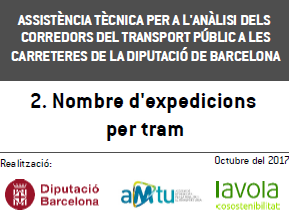 ASSISTÈNCIA TÈCNICA PER A L'ANÀLISI DELS
CORREDORS DEL TRANSPORT PÚBLIC A LES
CARRETERES DE LA DIPUTACIÓ DE BARCELONA
2. Nombre d'expedicions
per tram
Realització:
Octubre del 2017
Diputació
Barcelona
aMtu
lavola
cosostenibilitat